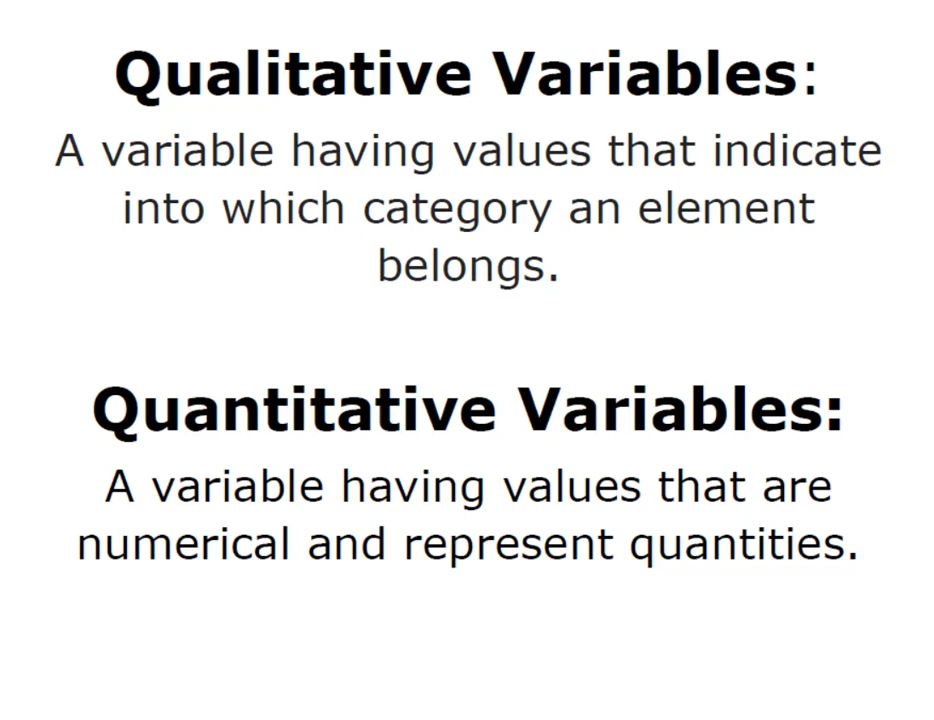 Qualitative Variables:
A variable having values that indicate
into which category an element
belongs.
Quantitative Variables:
A variable having values that are
numerical and represent quantities.